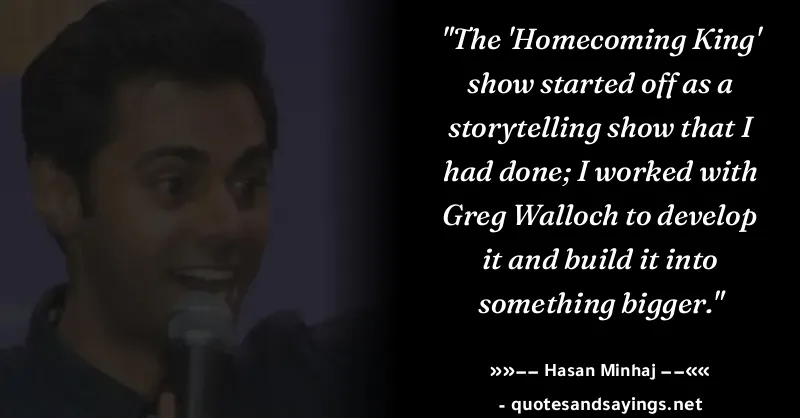 "The 'Homecoming King'
show started off as a
storytelling show that I
had done; I worked with
Greg Walloch to develop
it and build it into
something bigger."
»»−− Hasan Minhaj −−««
- quotesandsayings.net